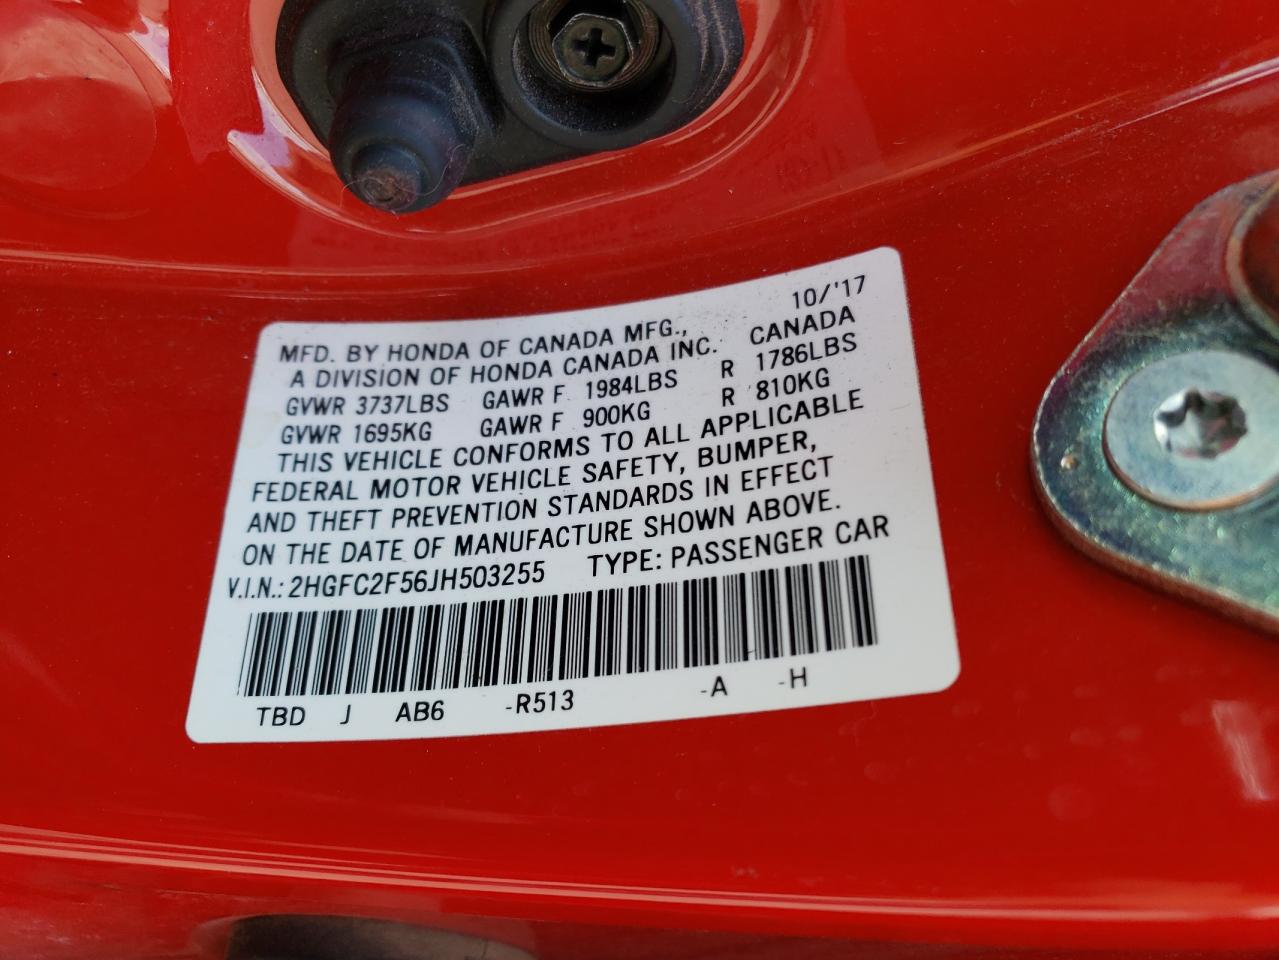 10/'17
MFD. BY HONDA OF CANADA MFG.,
A DIVISION OF HONDA CANADA INC. CANADA
GVWR 3737LBS GAWR F 1984LBS R 1786LBS
GVWR 1695KG GAWR F 900KG R 810KG
THIS VEHICLE CONFORMS TO ALL APPLICABLE
FEDERAL MOTOR VEHICLE SAFETY, BUMPER,
AND THEFT PREVENTION STANDARDS IN EFFECT
ON THE DATE OF MANUFACTURE SHOWN ABOVE.
V.I.N.: 2HGFC2F56JH503255 TYPE: PASSENGER CAR
TBD J AB6 -R513 -A -H